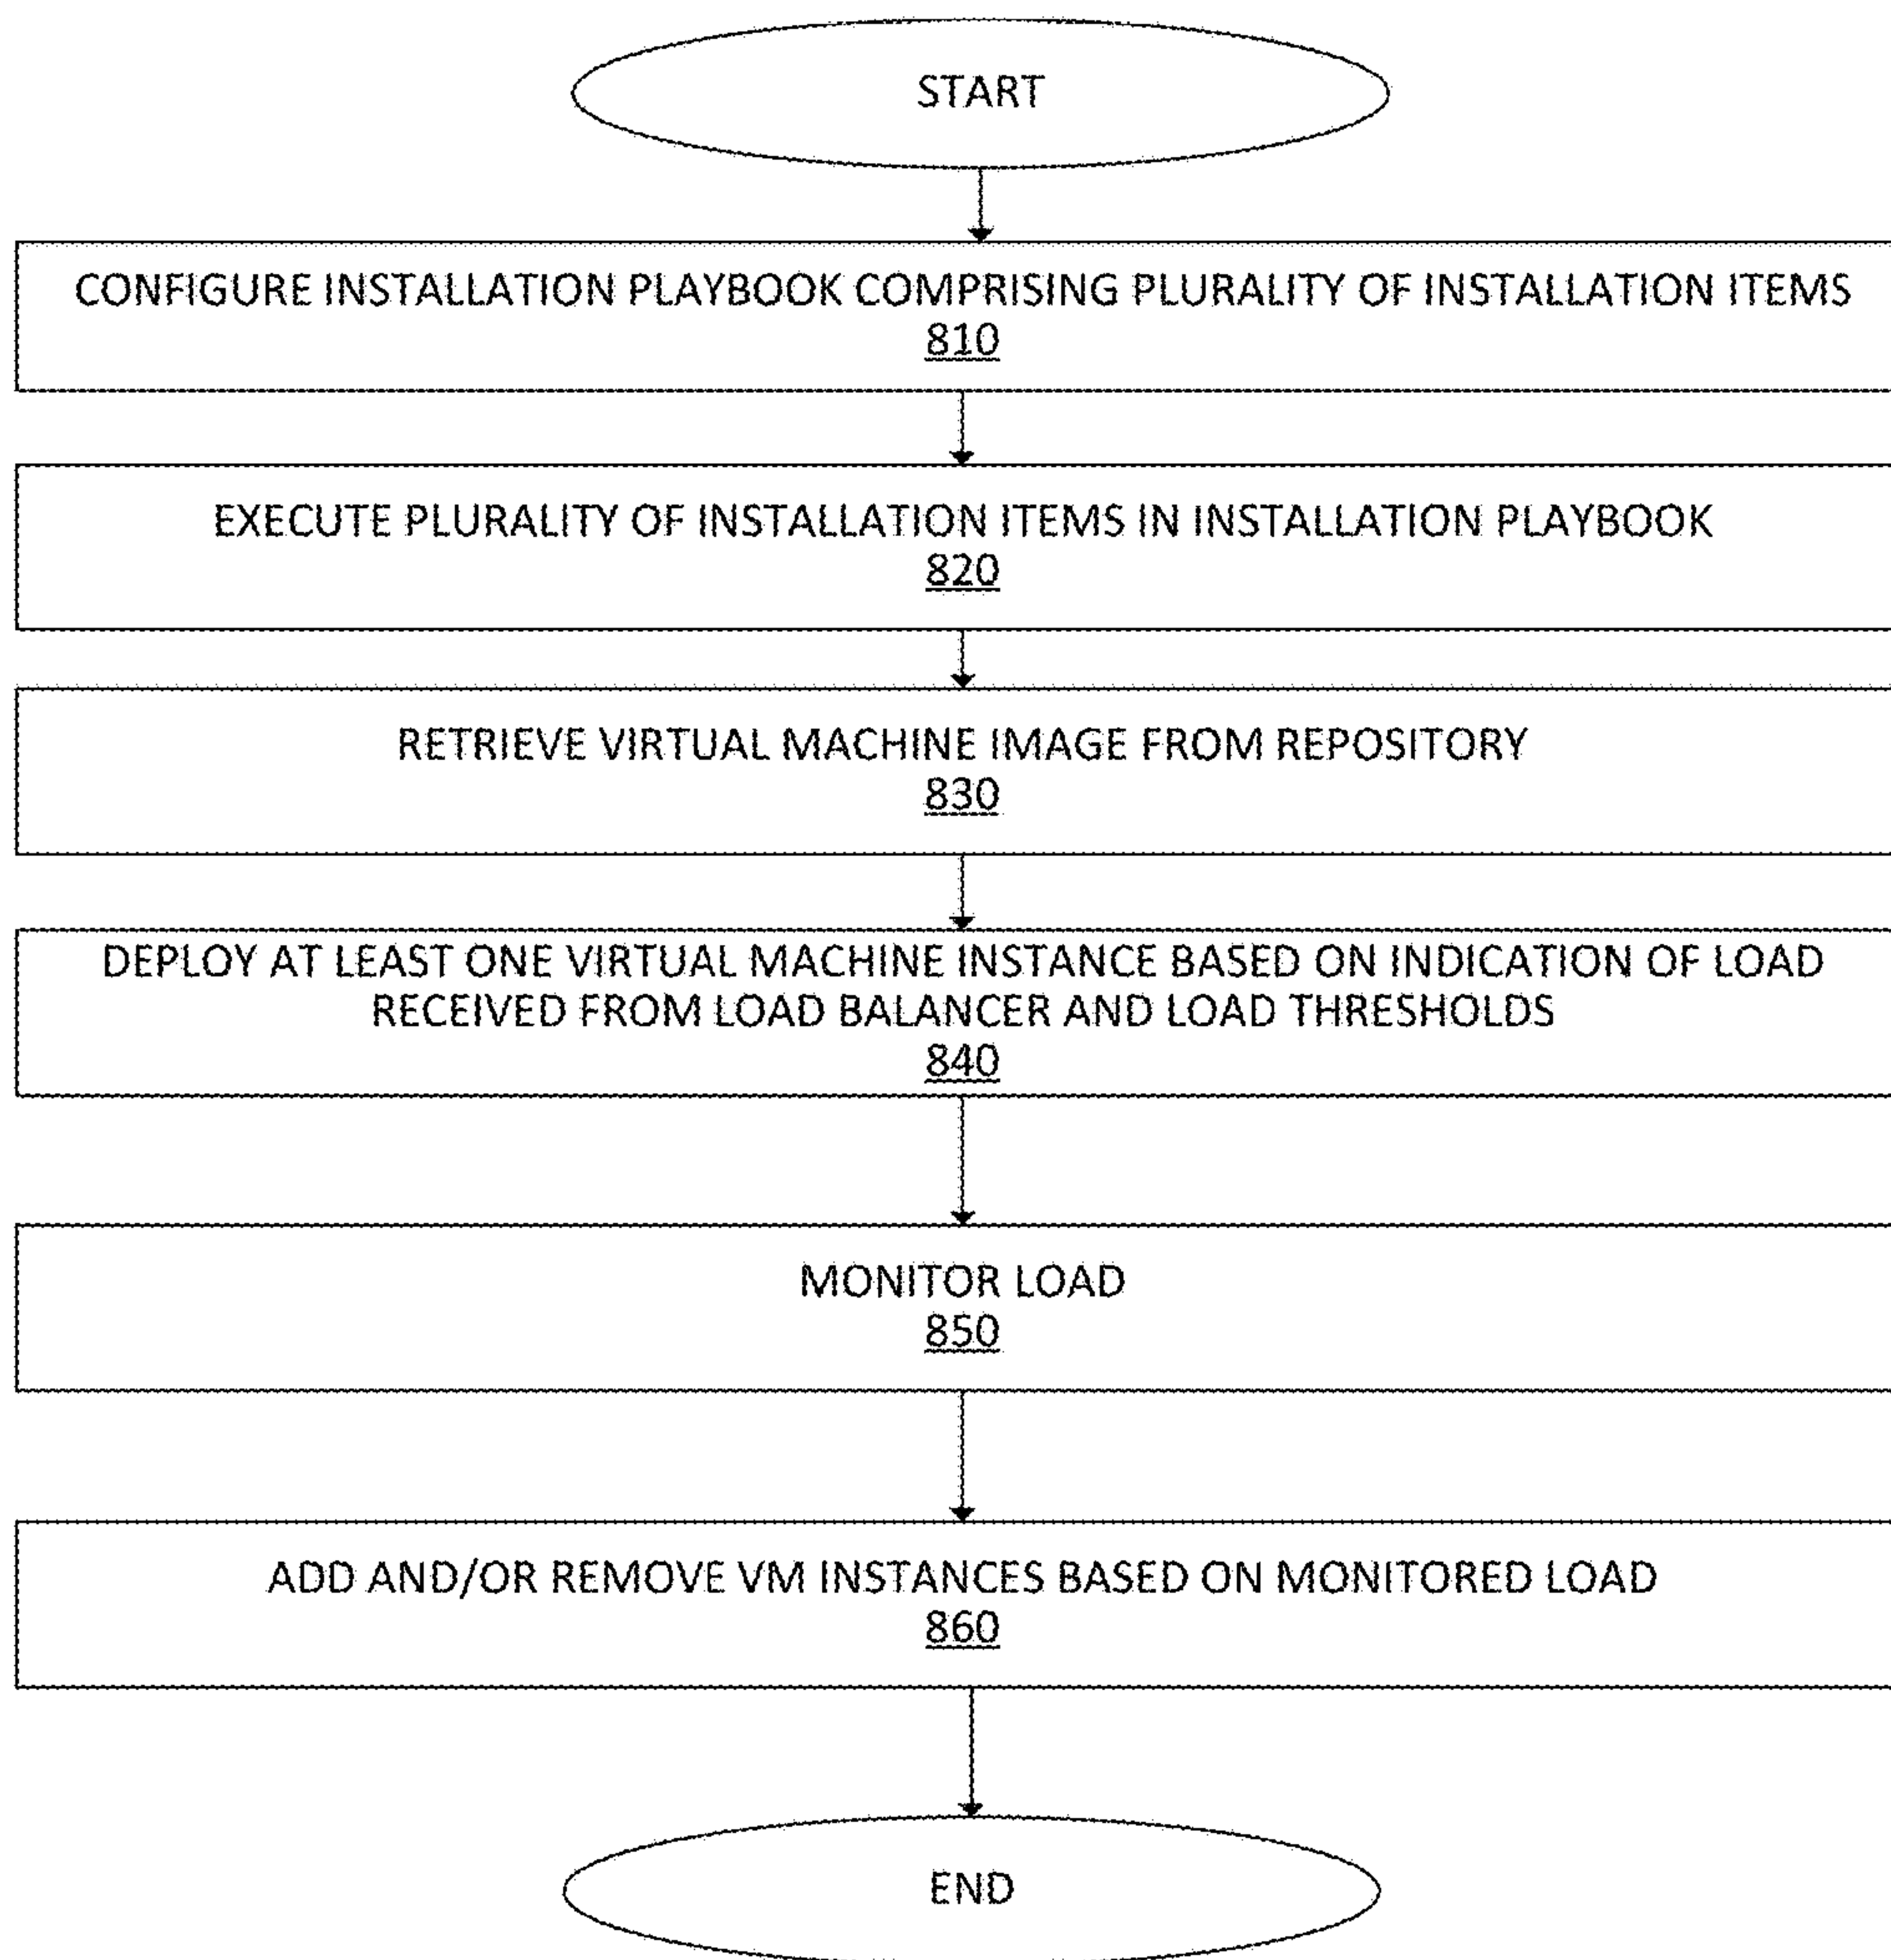 START
CONFIGURE INSTALLATION PLAYBOOK COMPRISING PLURALITY OF INSTALLATION ITEMS
810
EXECUTE PLURALITY OF INSTALLATION ITEMS IN INSTALLATION PLAYBOOK
820
RETRIEVE VIRTUAL MACHINE IMAGE FROM REPOSITORY
830
DEPLOY AT LEAST ONE VIRTUAL MACHINE INSTANCE BASED ON INDICATION OF LOAD
RECEIVED FROM LOAD BALANCER AND LOAD THRESHOLDS
840
MONITOR LOAD
850
ADD AND/OR REMOVE VM INSTANCES BASED ON MONITORED LOAD
860
END